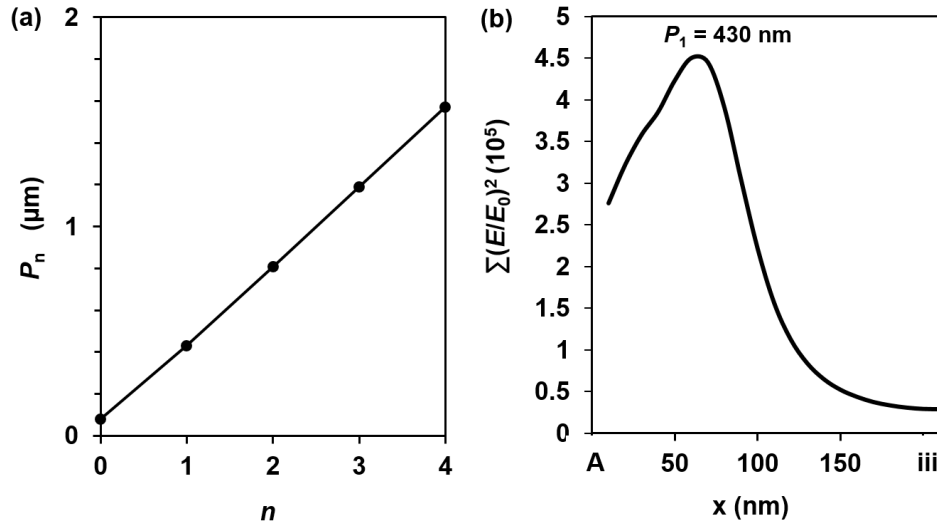 (a)
2
1
0
P_n (µm)
0 1 2 3 4
n
(b)
P_1 = 430 nm
5
4.5
4
3.5
3
2.5
2
1.5
1
0.5
0
∑(E/E_0)^2 (10^5)
A 50 100 150 iii
x (nm)